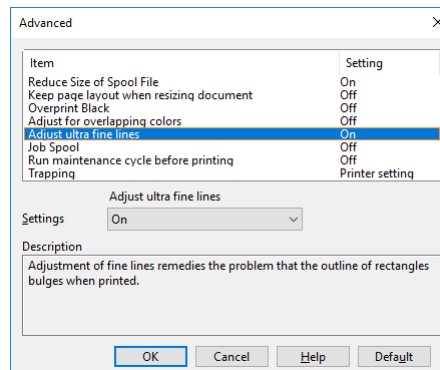 Advanced
Item Setting
Reduce Size of Spool File On
Keep page layout when resizing document Off
Overprint Black Off
Adjust for overlapping colors Off
Adjust ultra fine lines On
Job Spool Off
Run maintenance cycle before printing Off
Trapping Printer setting
Adjust ultra fine lines
Settings On
Description
Adjustment of fine lines remedies the problem that the outline of rectangles
bulges when printed.
OK Cancel Help Default